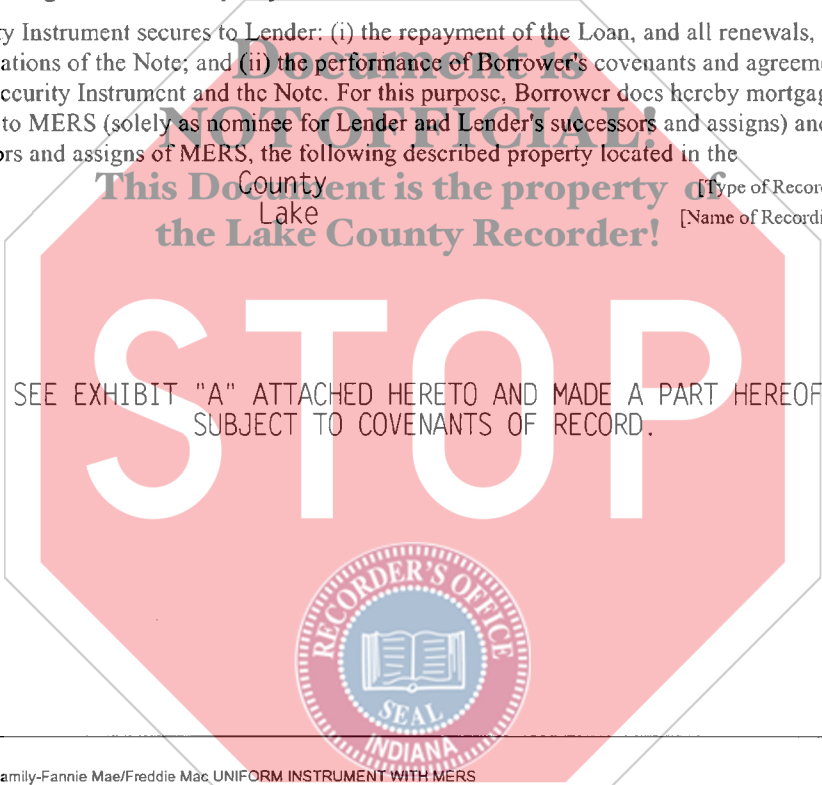 ty Instrument secures to Lender: (i) the repayment of the Loan, and all renewals,
ations of the Note; and (ii) the performance of Borrower's covenants and agreem
ecurity Instrument and the Note. For this purpose, Borrower does hereby mortgag
to MERS (solely as nominee for Lender and Lender's successors and assigns) and
ors and assigns of MERS, the following described property located in the
County [Type of Recor
Lake [Name of Recordi
Document is
NOT OFFICIAL!
This Document is the property of
the Lake County Recorder!
STOP
SEE EXHIBIT "A" ATTACHED HERETO AND MADE A PART HEREOF
SUBJECT TO COVENANTS OF RECORD.
RECORDER'S OFFICE
SEAL
INDIANA
amily-Fannie Mae/Freddie Mac UNIFORM INSTRUMENT WITH MERS